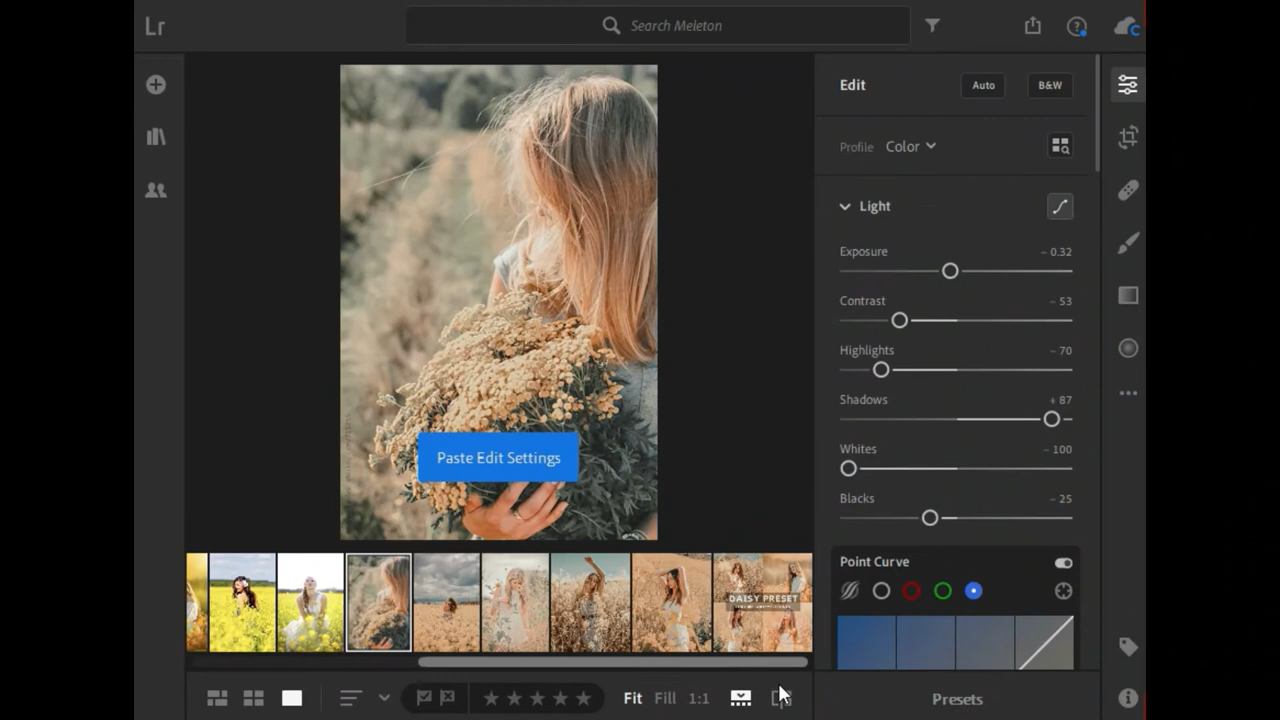 Lr
Search Meleton
Edit
Auto
B&W
Profile Color
Light
Exposure - 0.32
Contrast - 53
Highlights - 70
Shadows + 87
Whites - 100
Blacks - 25
Paste Edit Settings
Point Curve
DAISY PRESET
Fit Fill 1:1
Presets